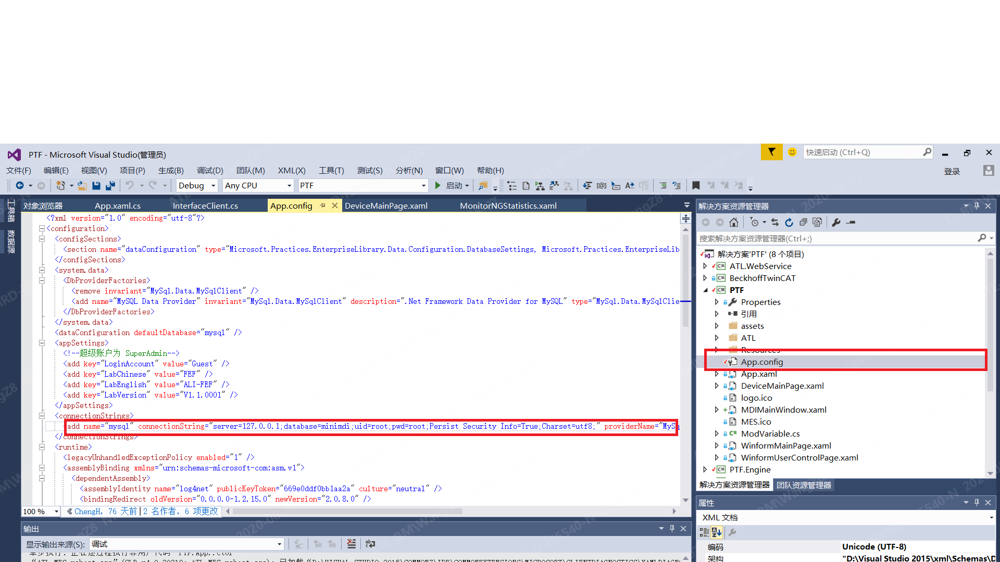 PTF - Microsoft Visual Studio(管理员)
快速启动 (Ctrl+Q)
文件(F) 编辑(E) 视图(V) 项目(P) 生成(B) 调试(D) 团队(M) XML(X) 工具(T) 测试(S) 分析(N) 窗口(W) 帮助(H)
登录
Debug Any CPU PTF 启动
工具箱
数据源
对象浏览器 App.xaml.cs InterfaceClient.cs App.config DeviceMainPage.xaml MonitorNGStatistics.xaml
<?xml version="1.0" encoding="utf-8"?>
<configuration>
<configSections>
<section name="dataConfiguration" type="Microsoft.Practices.EnterpriseLibrary.Data.Configuration.DatabaseSettings, Microsoft.Practices.EnterpriseLib
</configSections>
<system.data>
<DbProviderFactories>
<remove invariant="MySql.Data.MySqlClient" />
<add name="MySQL Data Provider" invariant="MySql.Data.MySqlClient" description=".Net Framework Data Provider for MySQL" type="MySql.Data.MySqlClie
</DbProviderFactories>
</system.data>
<dataConfiguration defaultDatabase="mysql" />
<appSettings>
<!--超级账户为 SuperAdmin-->
<add key="LoginAccount" value="Guest" />
<add key="LabChinese" value="FEF" />
<add key="LabEnglish" value="ALI-FEF" />
<add key="LabVersion" value="V1.1.0001" />
</appSettings>
<connectionStrings>
add name="mysql" connectionString="server=127.0.0.1;database=minimdi;uid=root;pwd=root;Persist Security Info=True;Charset=utf8;" providerName="MySq
</connectionStrings>
<runtime>
<legacyUnhandledExceptionPolicy enabled="1" />
<assemblyBinding xmlns="urn:schemas-microsoft-com:asm.v1">
<dependentAssembly>
<assemblyIdentity name="log4net" publicKeyToken="669e0ddf0bb1aa2a" culture="neutral" />
<bindingRedirect oldVersion="0.0.0.0-1.2.15.0" newVersion="2.0.8.0" />
100 % ChengH, 76 天前|2 名作者, 6 项更改
输出
显示输出来源(S): 调试
解决方案资源管理器
搜索解决方案资源管理器(Ctrl+;)
解决方案'PTF' (8 个项目)
ATL.WebService
BeckhoffTwinCAT
PTF
Properties
引用
assets
ATL
Resources
App.config
App.xaml
DeviceMainPage.xaml
logo.ico
MDIMainWindow.xaml
MES.ico
ModVariable.cs
WinformMainPage.xaml
WinformUserControlPage.xaml
PTF.Engine
解决方案资源管理器 团队资源管理器
属性
XML 文档
编码 Unicode (UTF-8)
架构 "D:\Visual Studio 2015\xml\Schemas\D